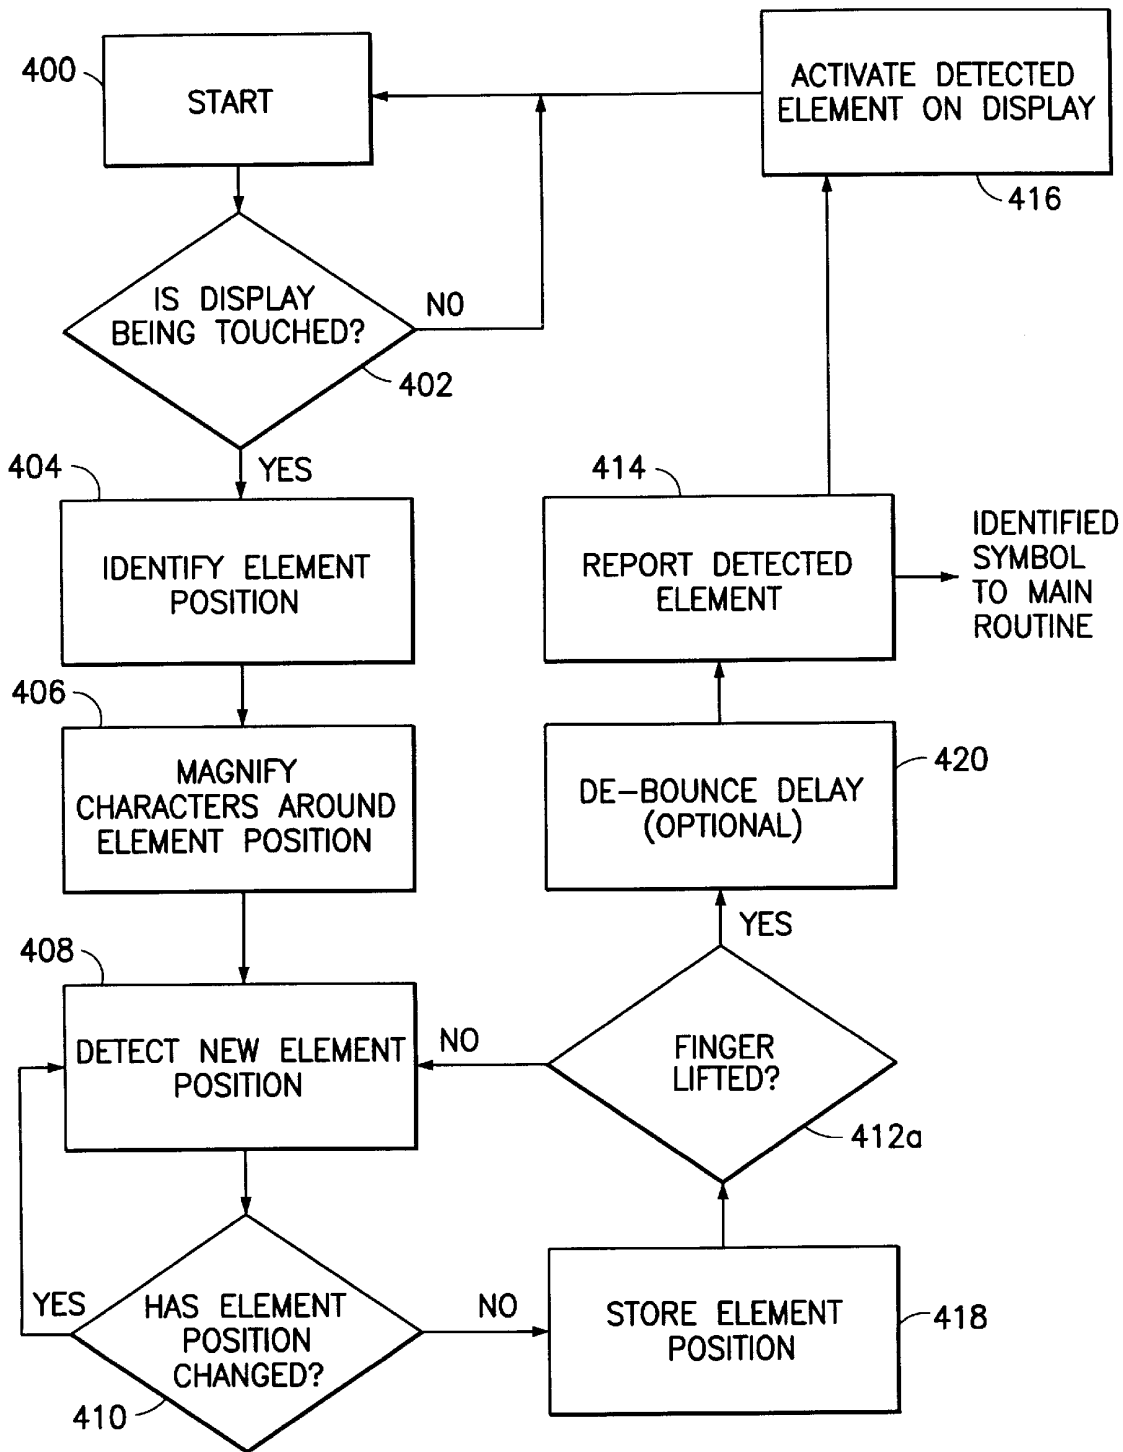 400
START
ACTIVATE DETECTED
ELEMENT ON DISPLAY
416
IS DISPLAY
BEING TOUCHED?
NO
402
YES
404
IDENTIFY ELEMENT
POSITION
414
REPORT DETECTED
ELEMENT
IDENTIFIED
SYMBOL
TO MAIN
ROUTINE
406
MAGNIFY
CHARACTERS AROUND
ELEMENT POSITION
DE-BOUNCE DELAY
(OPTIONAL)
420
YES
408
DETECT NEW ELEMENT
POSITION
NO
FINGER
LIFTED?
412a
YES
HAS ELEMENT
POSITION
CHANGED?
NO
410
STORE ELEMENT
POSITION
418